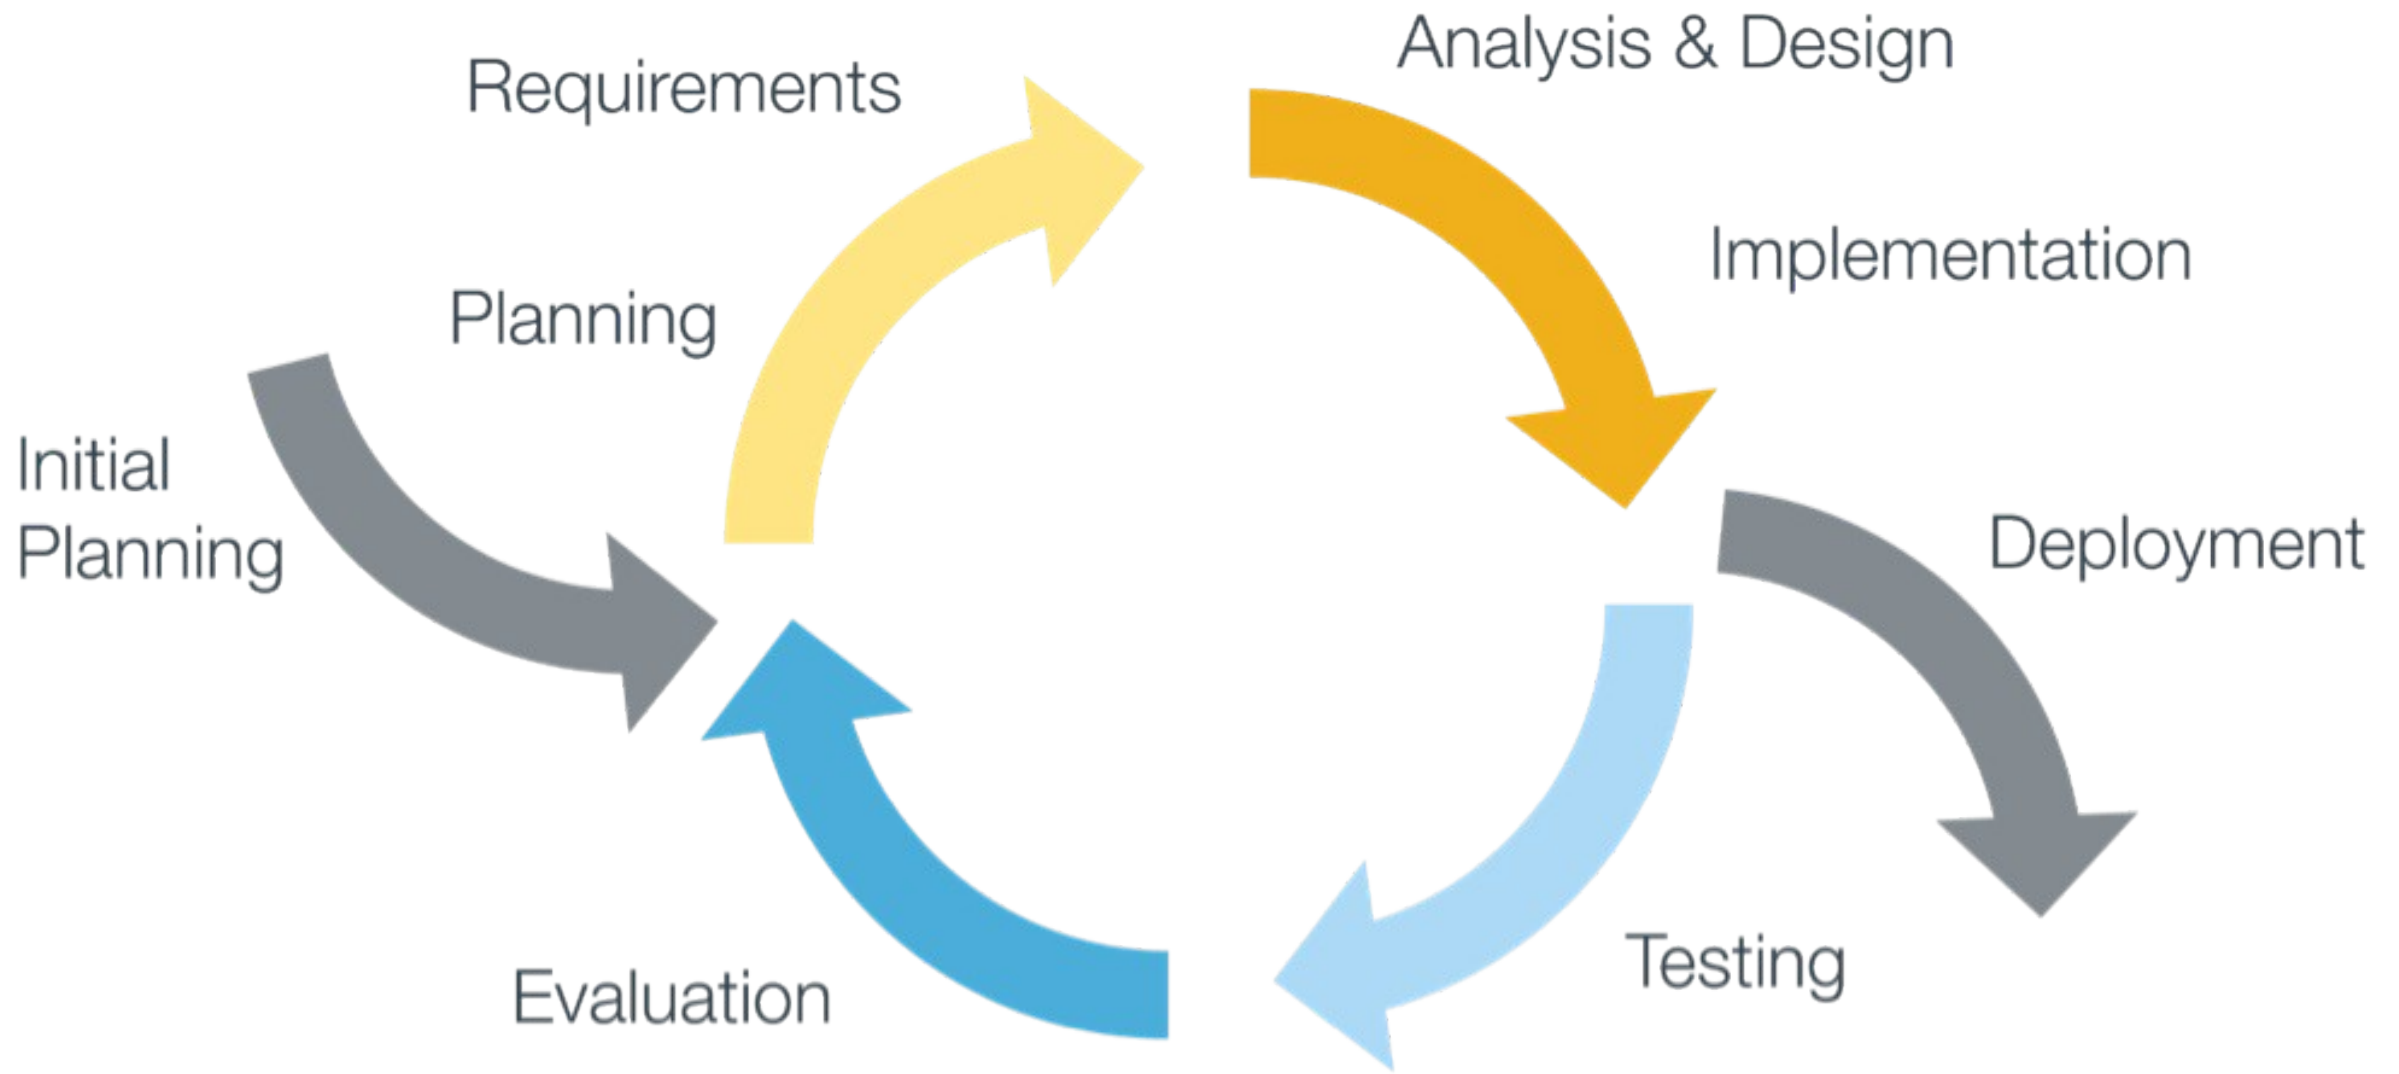 Analysis & Design
Requirements
Implementation
Planning
Initial
Planning
Deployment
Testing
Evaluation